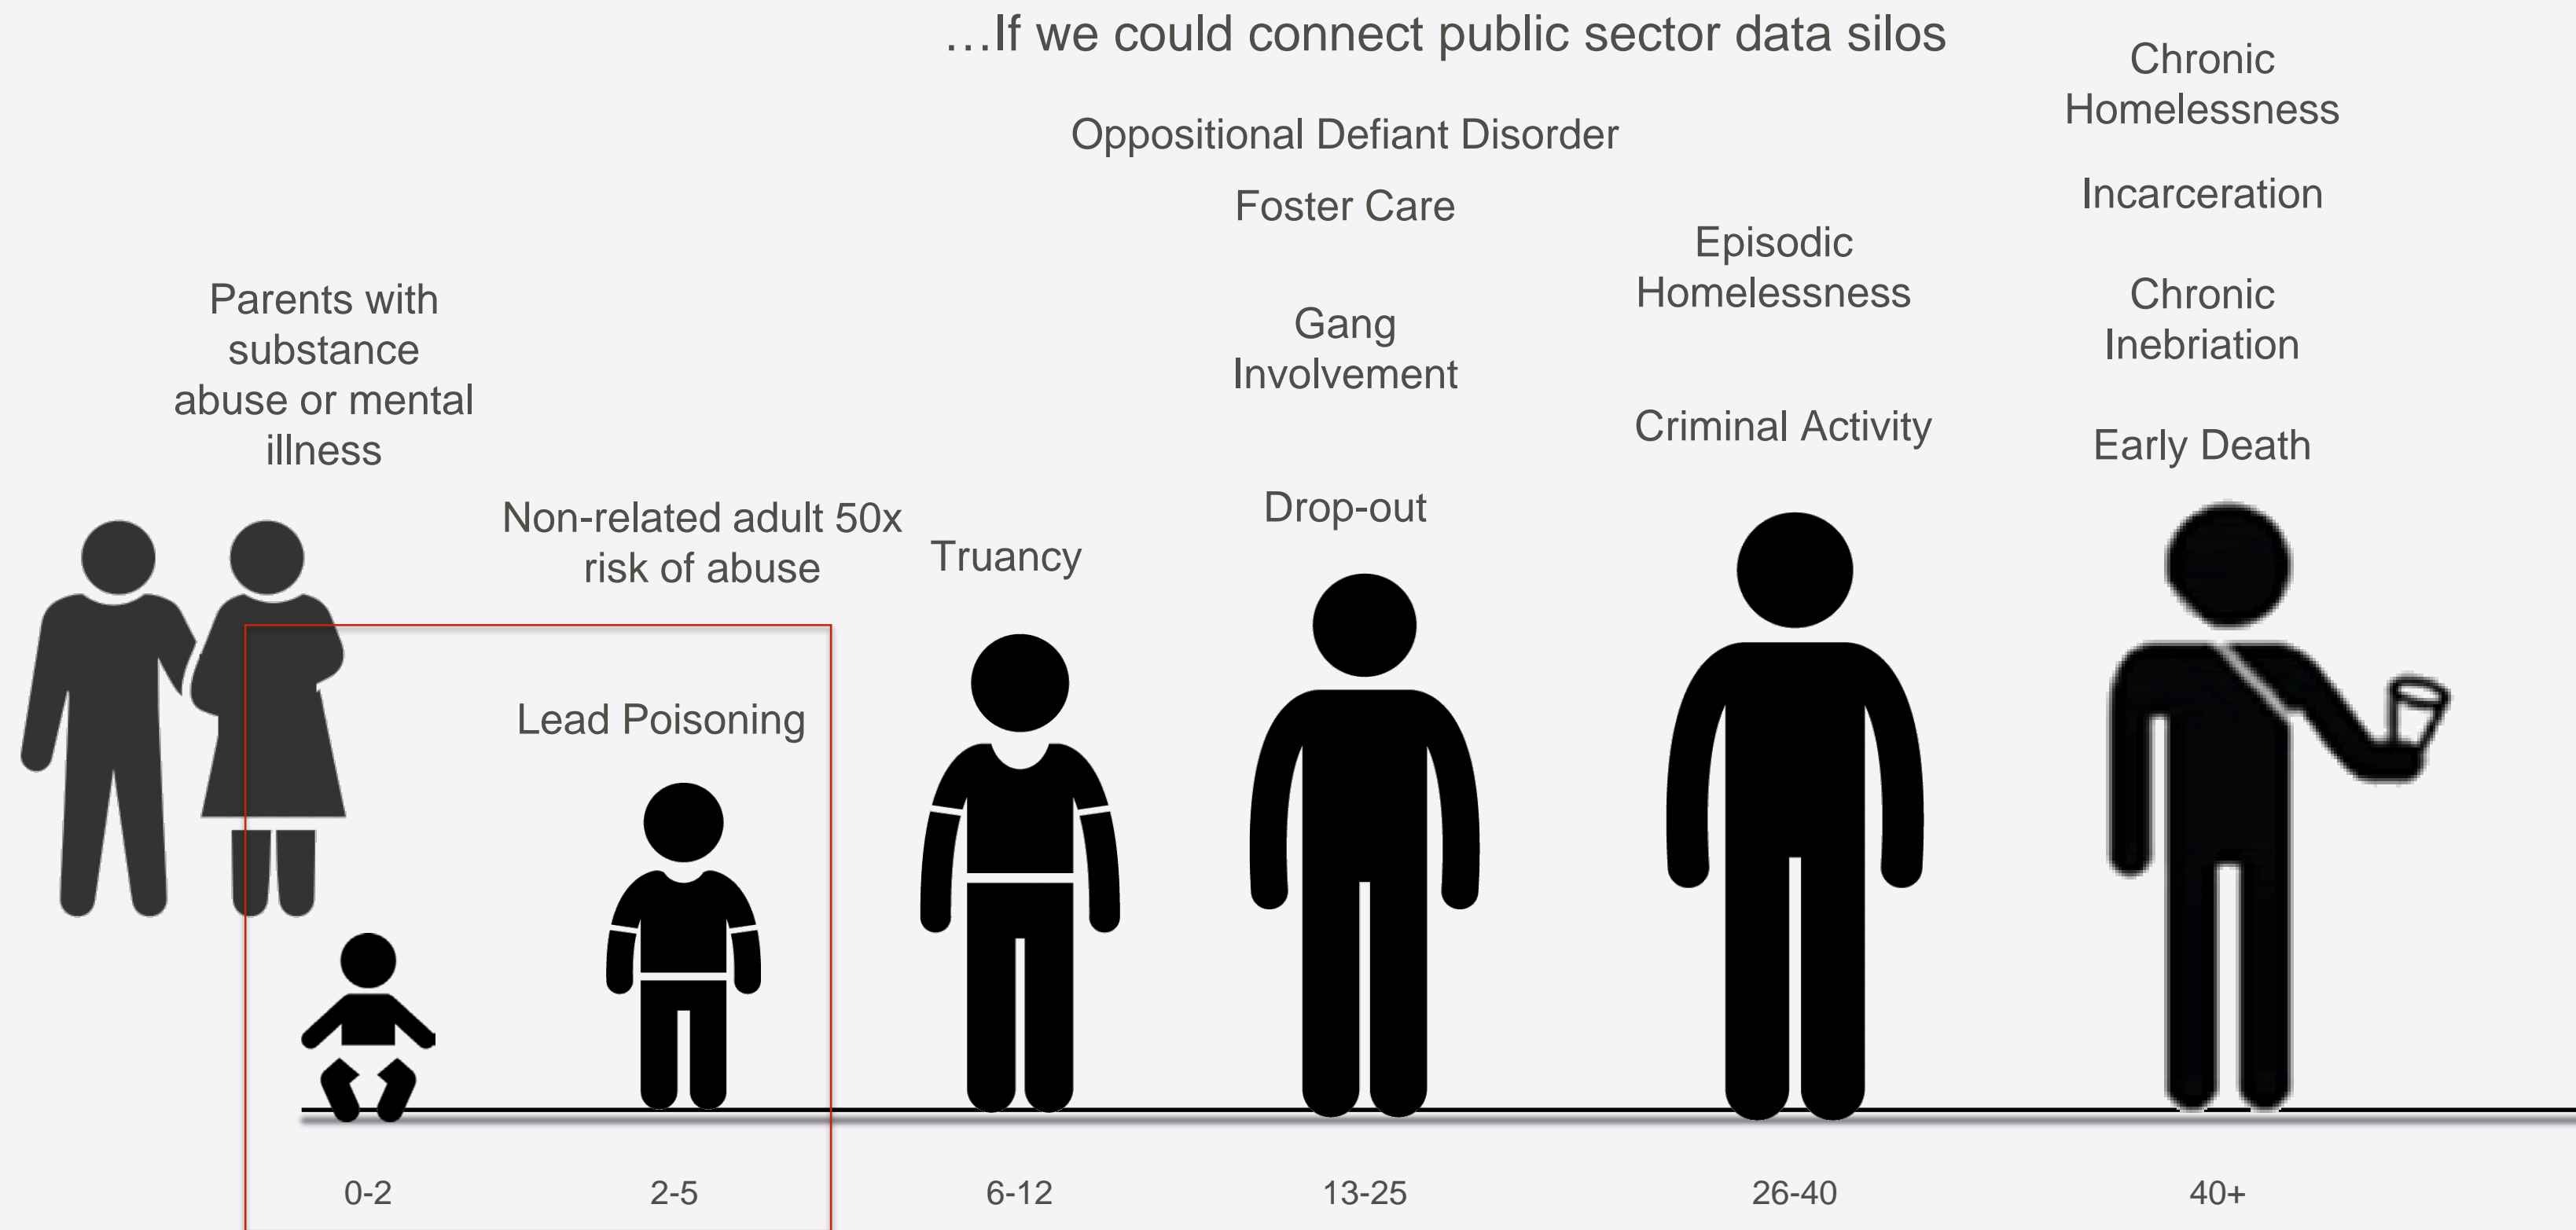 …If we could connect public sector data silos
Parents with
substance
abuse or mental
illness
Non-related adult 50x
risk of abuse
Lead Poisoning
Truancy
Oppositional Defiant Disorder
Foster Care
Gang
Involvement
Drop-out
Episodic
Homelessness
Criminal Activity
Chronic
Homelessness
Incarceration
Chronic
Inebriation
Early Death
0-2
2-5
6-12
13-25
26-40
40+